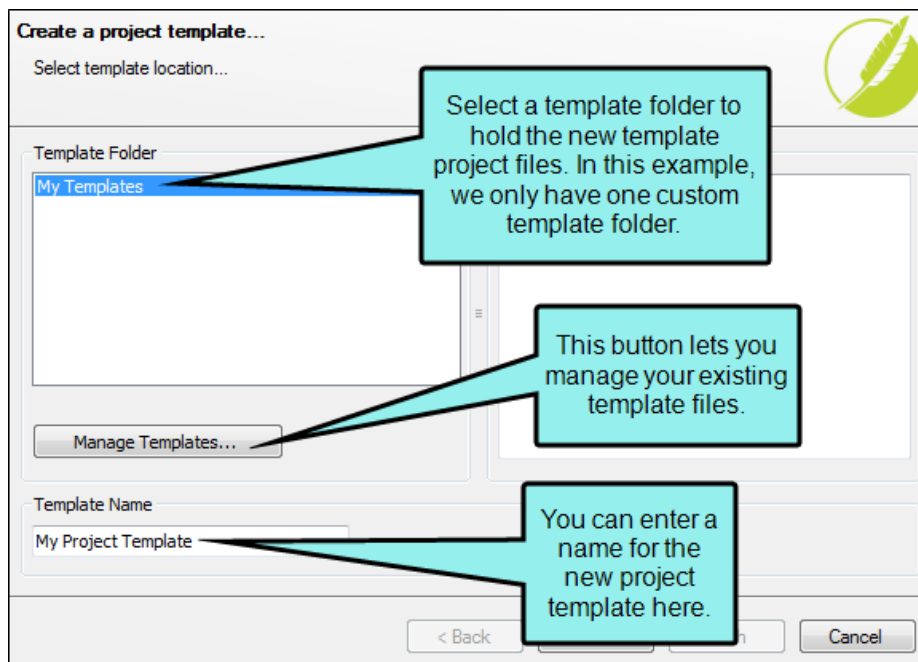 Create a project template...
Select template location...
Select a template folder to
hold the new template
project files. In this example,
we only have one custom
template folder.
Template Folder
My Templates
This button lets you
manage your existing
template files.
Manage Templates...
Template Name
My Project Template
You can enter a
name for the
new project
template here.
< Back
Cancel